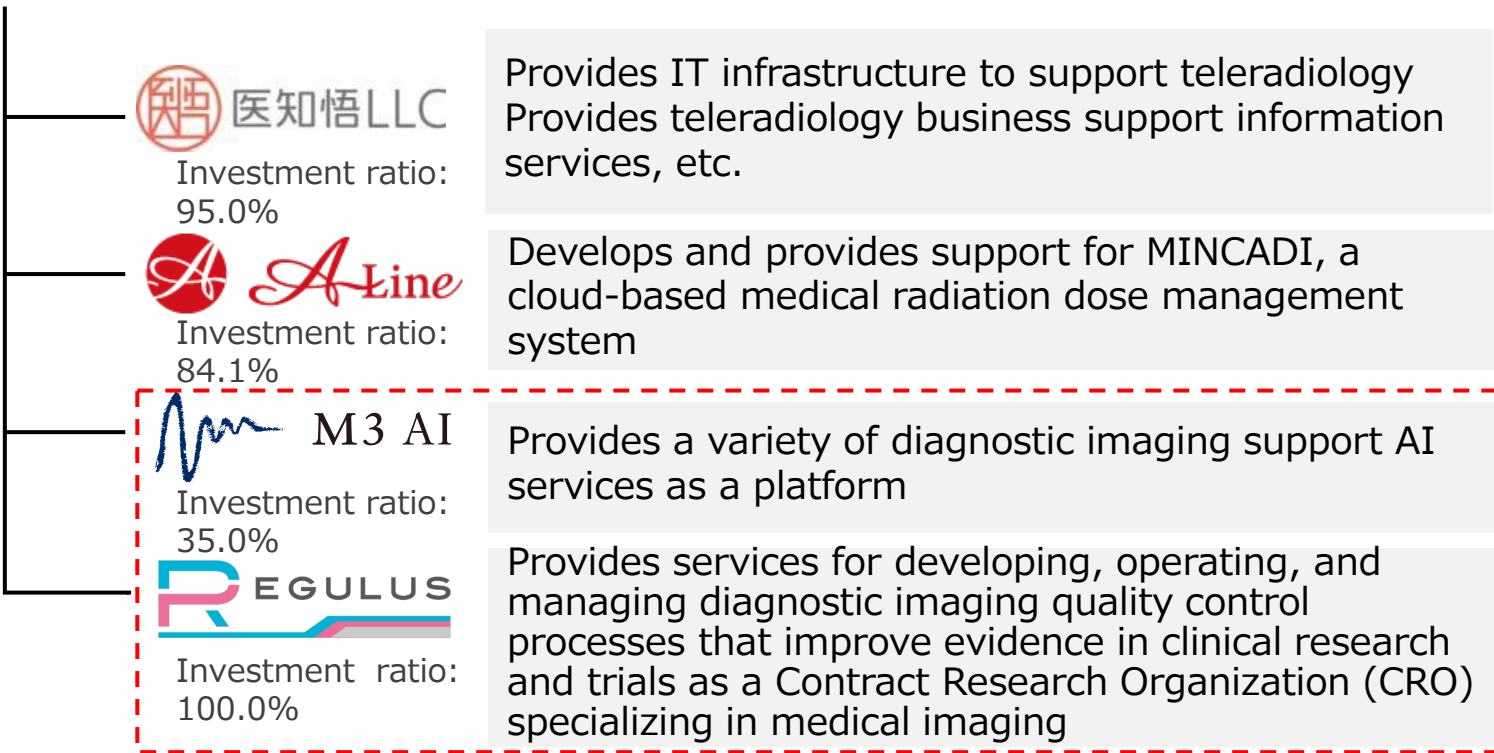 医知悟LLC
Investment ratio:
95.0%
Provides IT infrastructure to support teleradiology
Provides teleradiology business support information
services, etc.
A A-Line
Investment ratio:
84.1%
Develops and provides support for MINCADI, a
cloud-based medical radiation dose management
system
M3 AI
Investment ratio:
35.0%
Provides a variety of diagnostic imaging support AI
services as a platform
REGULUS
Investment ratio:
100.0%
Provides services for developing, operating, and
managing diagnostic imaging quality control
processes that improve evidence in clinical research
and trials as a Contract Research Organization (CRO)
specializing in medical imaging